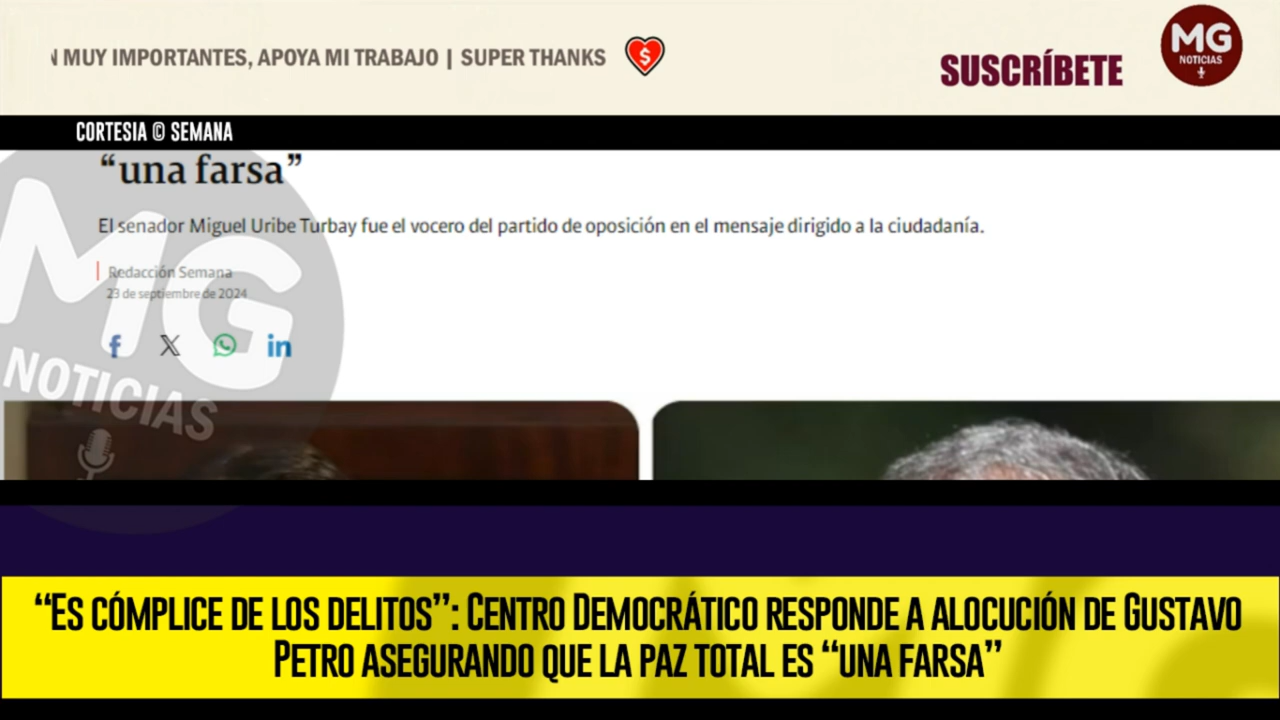 MUY IMPORTANTES, APOYA MI TRABAJO | SUPER THANKS
SUSCRÍBETE
MG
NOTICIAS
CORTESIA © SEMANA
“una farsa”
El senador Miguel Uribe Turbay fue el vocero del partido de oposición en el mensaje dirigido a la ciudadanía.
Redacción Semana
23 de septiembre de 2024
MG
NOTICIAS
“ES CÓMPLICE DE LOS DELITOS”: CENTRO DEMOCRÁTICO RESPONDE A ALOCUCIÓN DE GUSTAVO
PETRO ASEGURANDO QUE LA PAZ TOTAL ES “UNA FARSA”